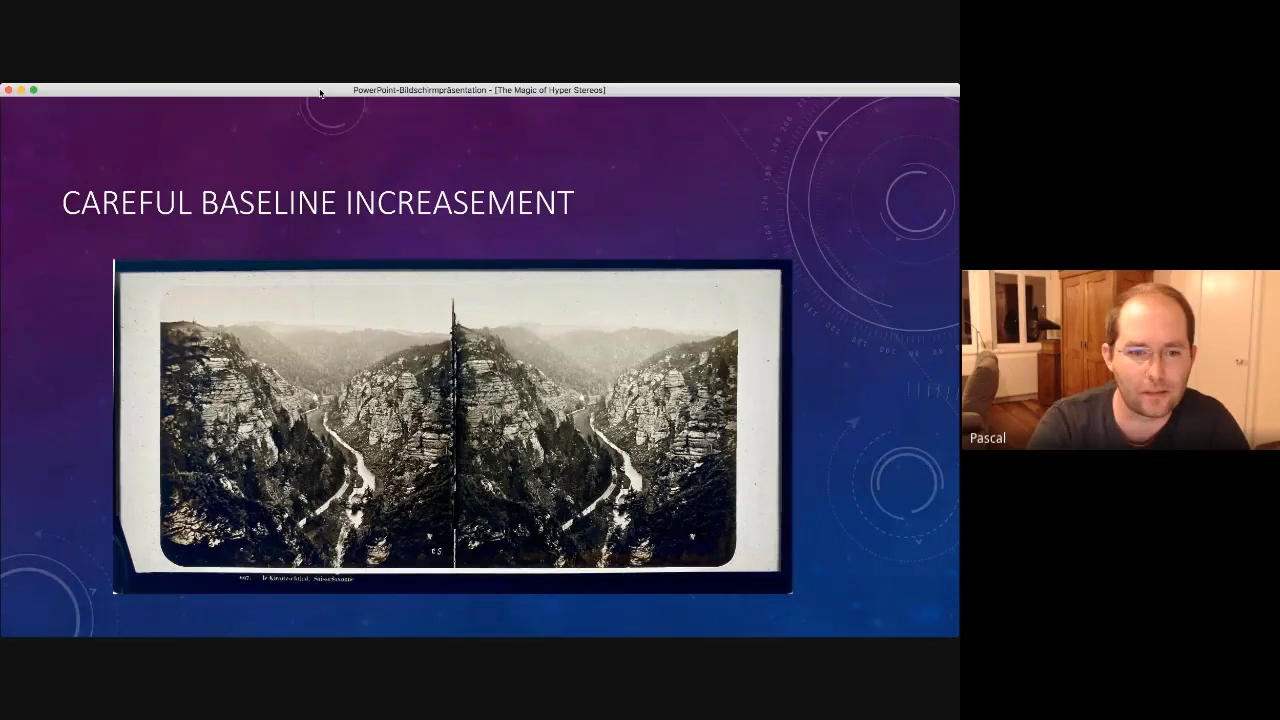 PowerPoint-Bildschirmpräsentation - [The Magic of Hyper Stereos]
CAREFUL BASELINE INCREASEMENT
Pascal